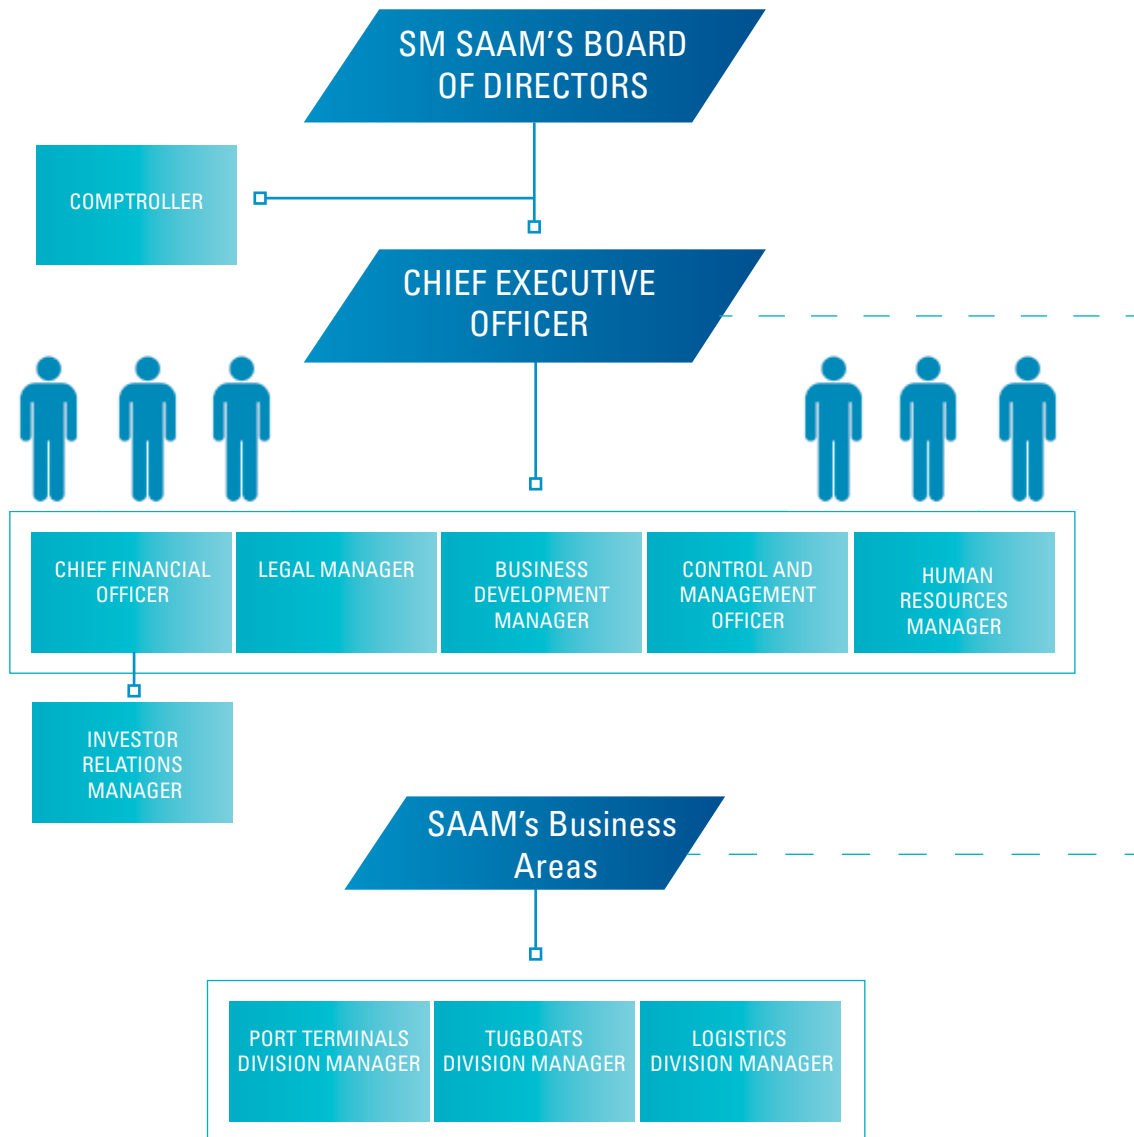 SM SAAM'S BOARD
OF DIRECTORS
COMPTROLLER
CHIEF EXECUTIVE
OFFICER
CHIEF FINANCIAL
OFFICER
LEGAL MANAGER
BUSINESS
DEVELOPMENT
MANAGER
CONTROL AND
MANAGEMENT
OFFICER
HUMAN
RESOURCES
MANAGER
INVESTOR
RELATIONS
MANAGER
SAAM's Business
Areas
PORT TERMINALS
DIVISION MANAGER
TUGBOATS
DIVISION MANAGER
LOGISTICS
DIVISION MANAGER